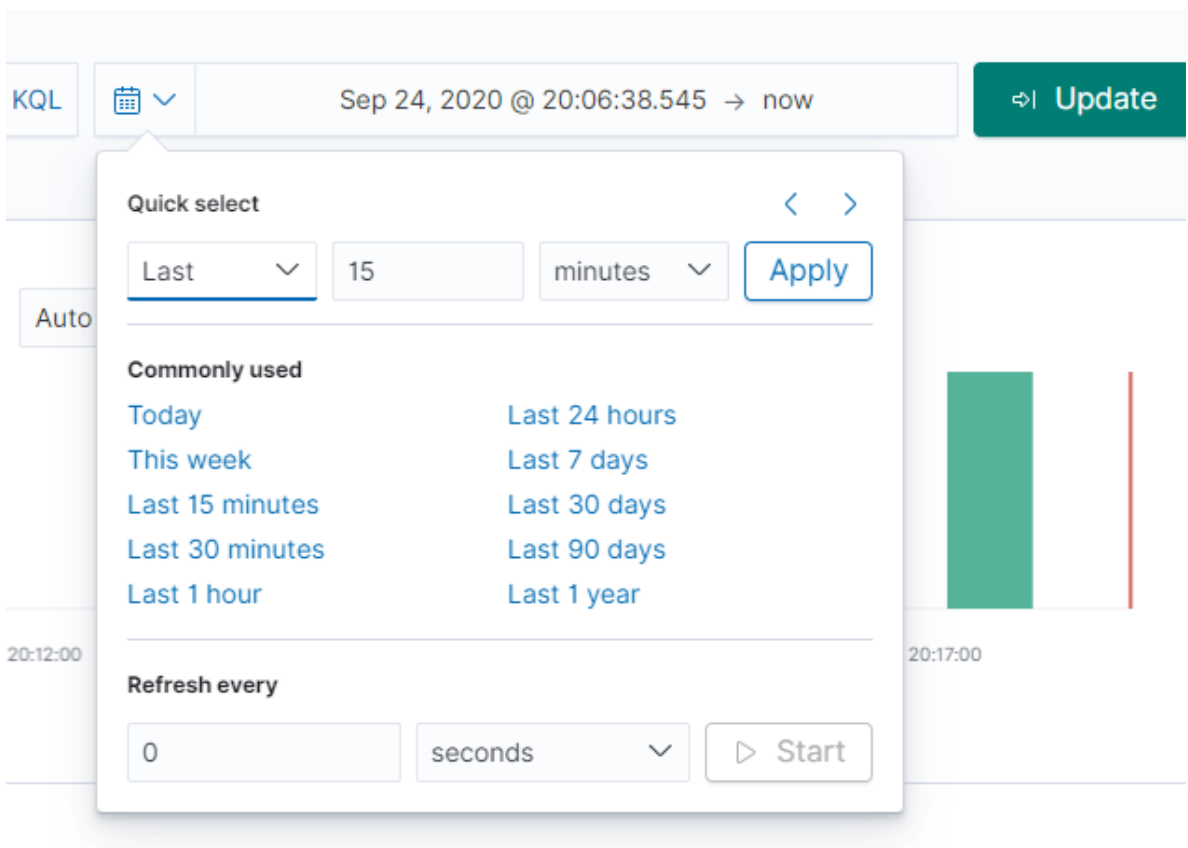 KQL Sep 24, 2020 @ 20:06:38.545 → now Update
Quick select
Last 15 minutes Apply
Auto
Commonly used
Today Last 24 hours
This week Last 7 days
Last 15 minutes Last 30 days
Last 30 minutes Last 90 days
Last 1 hour Last 1 year
20:12:00 20:17:00
Refresh every
0 seconds Start